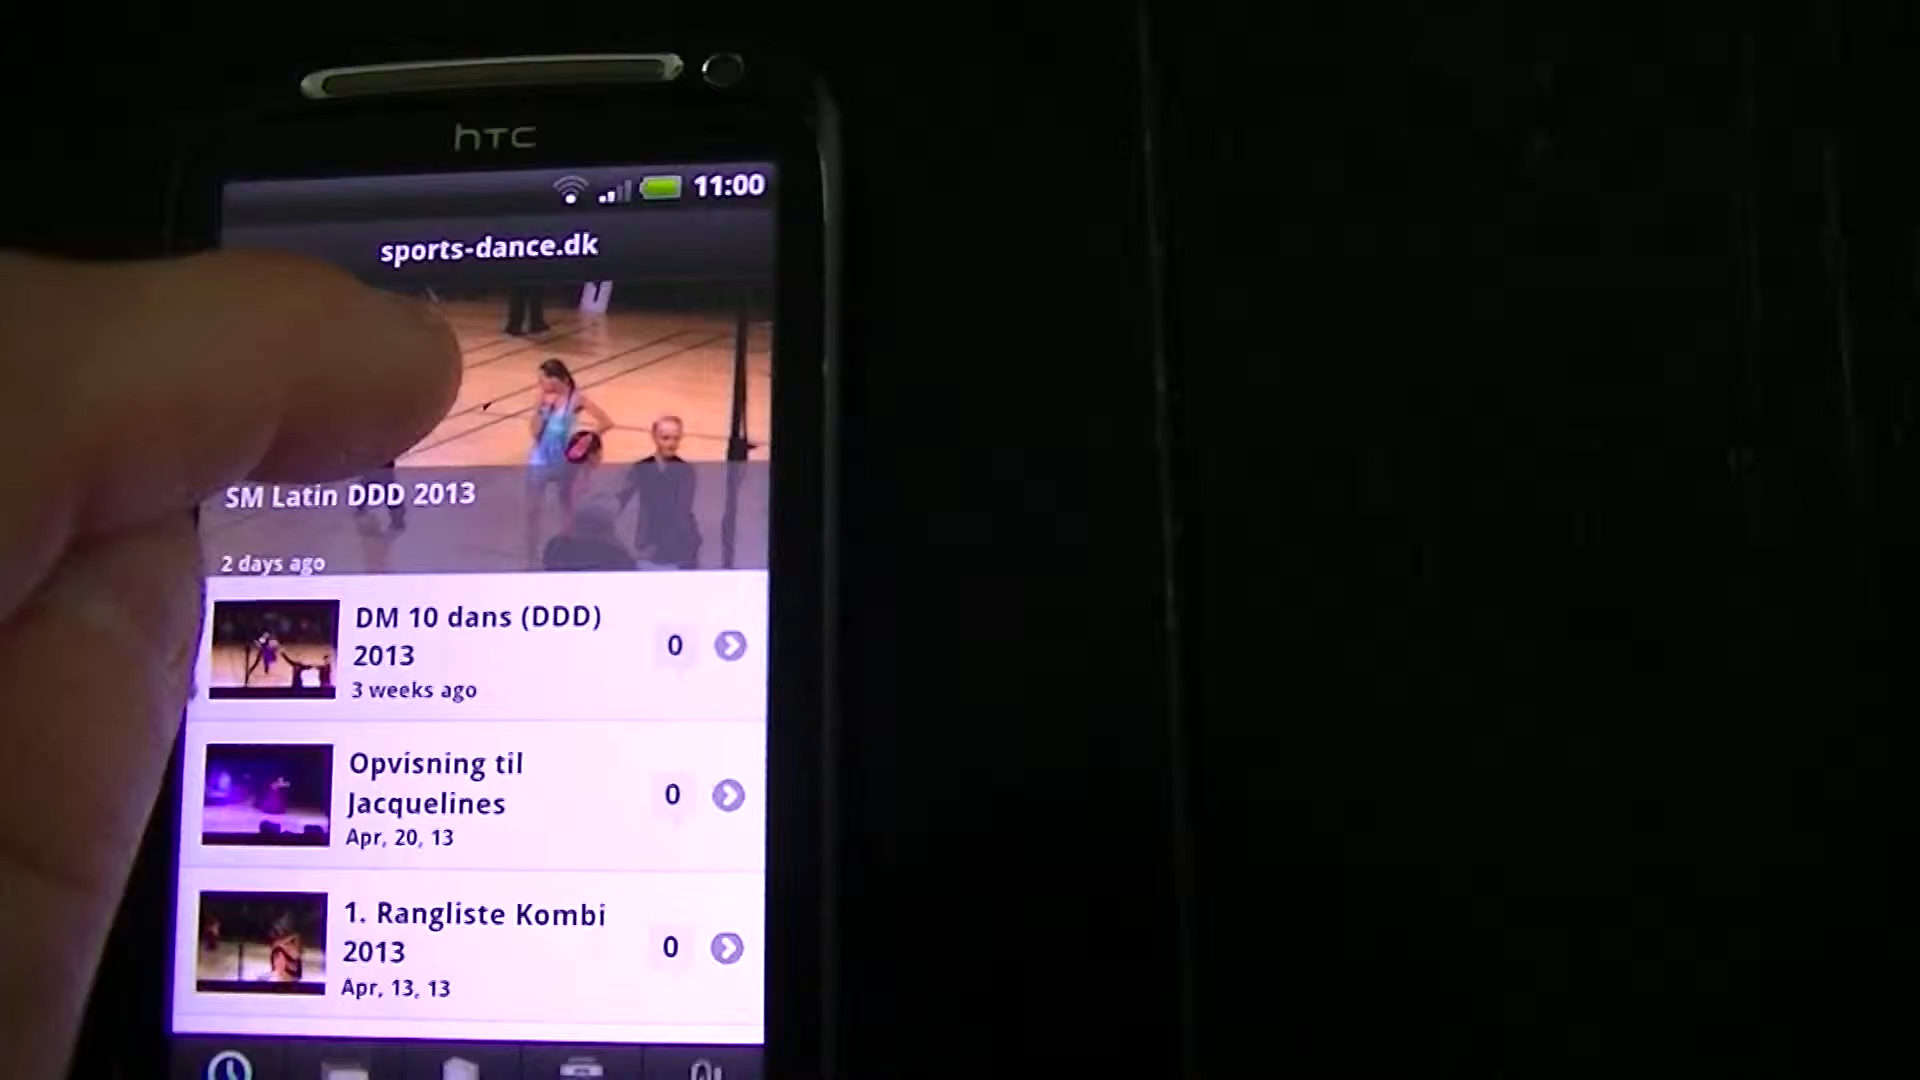 hTC
11:00
sports-dance.dk
SM Latin DDD 2013
2 days ago
DM 10 dans (DDD)
2013
0
3 weeks ago
Opvisning til
Jacquelines
0
Apr, 20, 13
1. Rangliste Kombi
2013
0
Apr, 13, 13